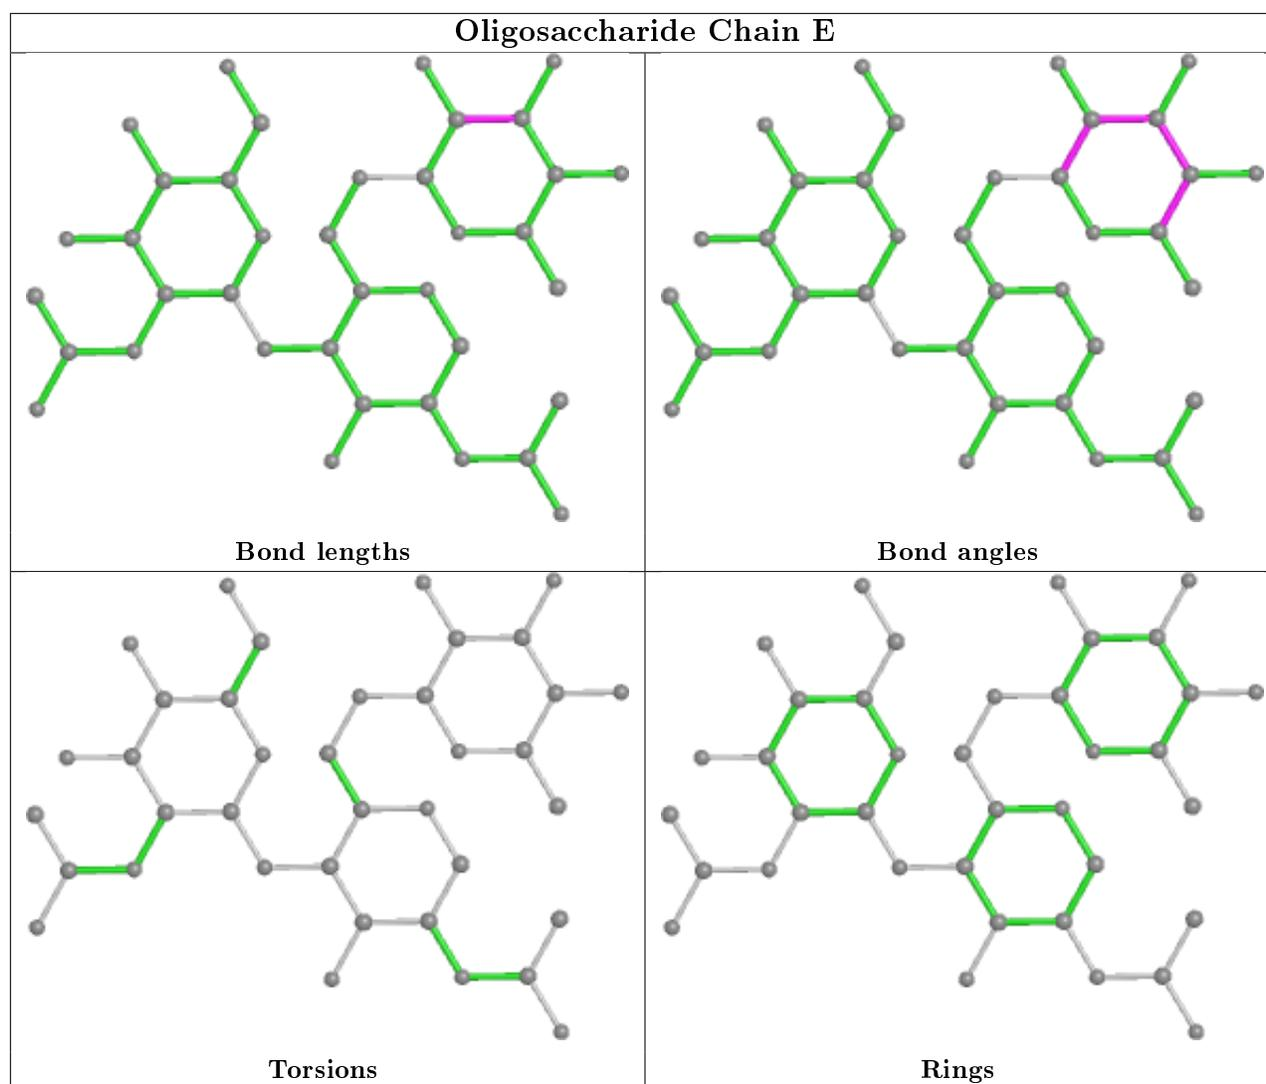 Oligosaccharide Chain E
Bond lengths
Bond angles
Torsions
Rings